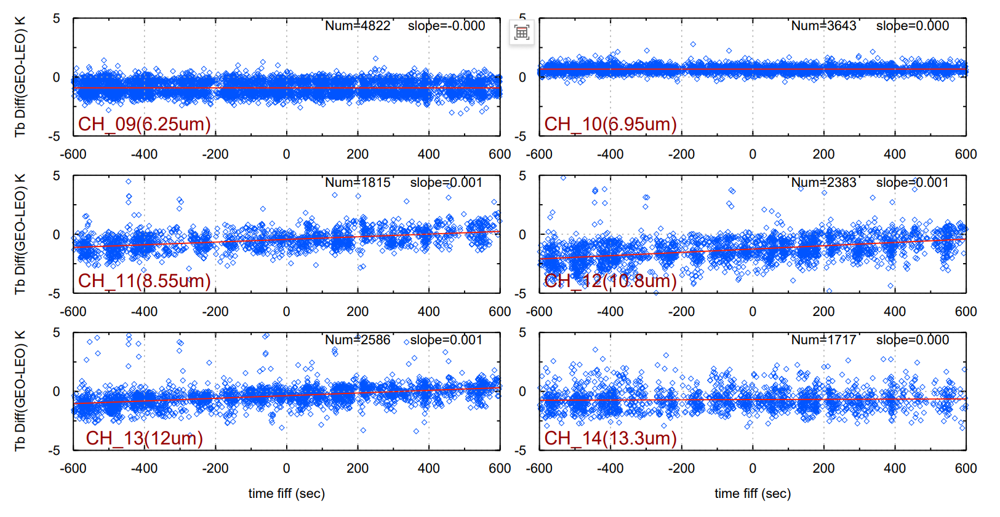 Tb Diff(GEO-LEO) K
5
0
-5
Num=4822 slope=-0.000
CH_09(6.25um)
-600 -400 -200 0 200 400 600
5
0
-5
Num=3643 slope=0.000
CH_10(6.95um)
-600 -400 -200 0 200 400 600
Tb Diff(GEO-LEO) K
5
0
-5
Num=1815 slope=0.001
CH_11(8.55um)
-600 -400 -200 0 200 400 600
5
0
-5
Num=2383 slope=0.001
CH_12(10.8um)
-600 -400 -200 0 200 400 600
Tb Diff(GEO-LEO) K
5
0
-5
Num=2586 slope=0.001
CH_13(12um)
-600 -400 -200 0 200 400 600
time fiff (sec)
5
0
-5
Num=1717 slope=0.000
CH_14(13.3um)
-600 -400 -200 0 200 400 600
time fiff (sec)